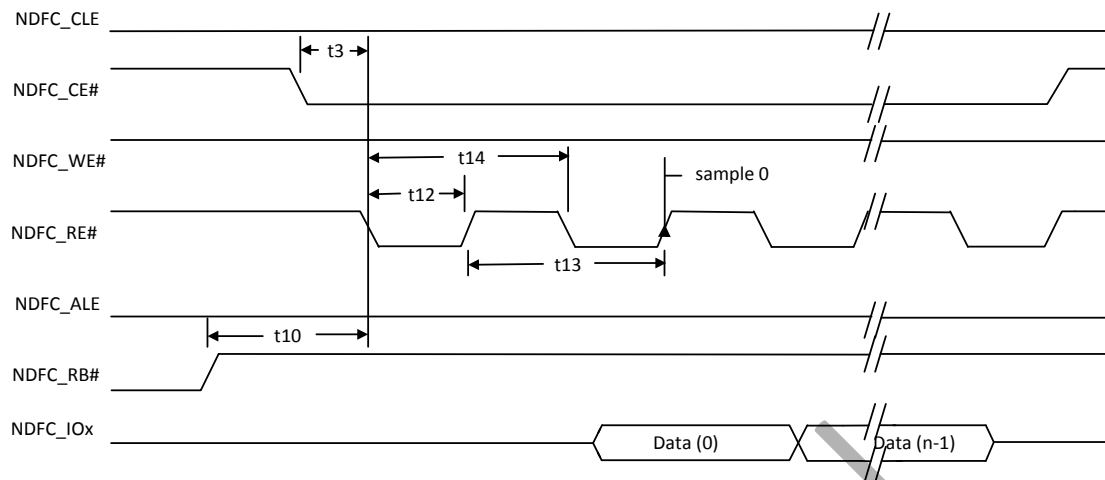 NDFC_CLE
t3
NDFC_CE#
NDFC_WE#
t14
sample 0
t12
NDFC_RE#
t13
NDFC_ALE
t10
NDFC_RB#
NDFC_IOx
Data (0)
Data (n-1)